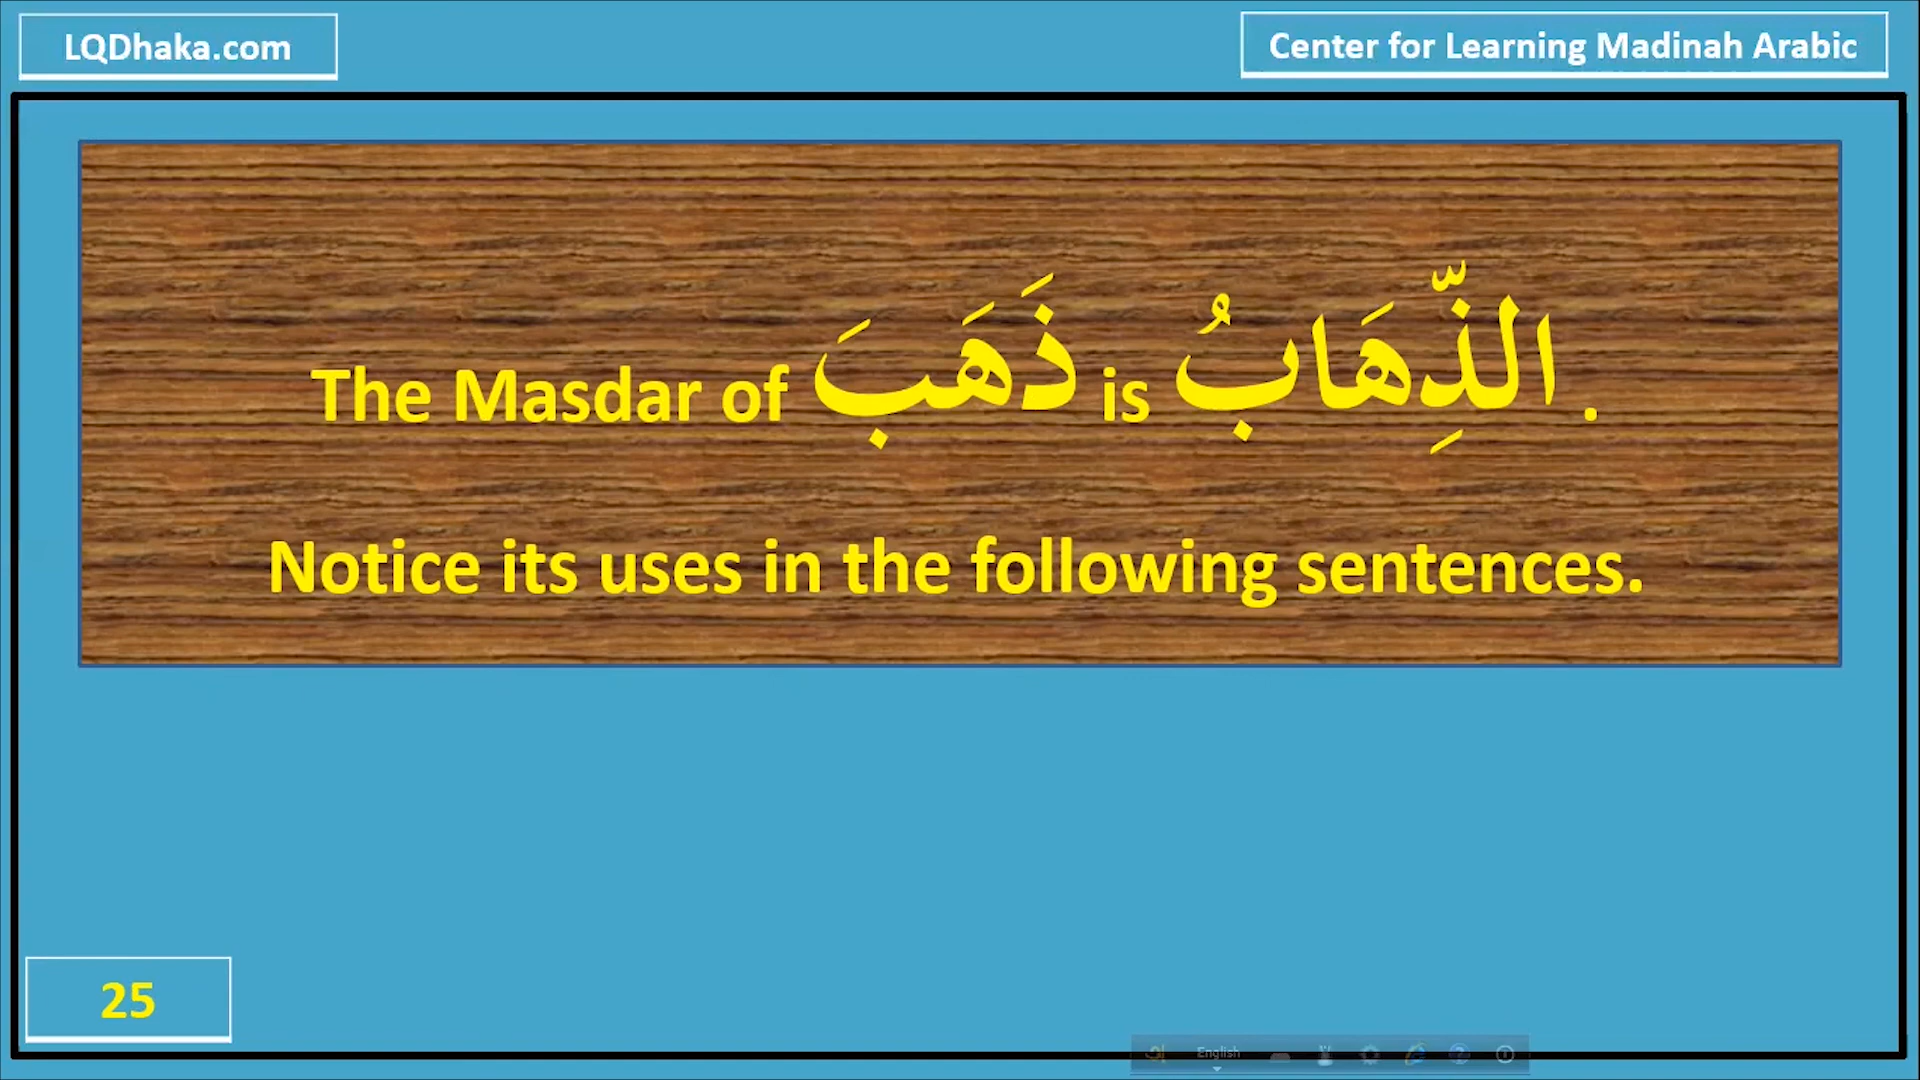 LQDhaka.com
Center for Learning Madinah Arabic
The Masdar of ذَهَبَ is الذِّهَابُ .
Notice its uses in the following sentences.
25
English